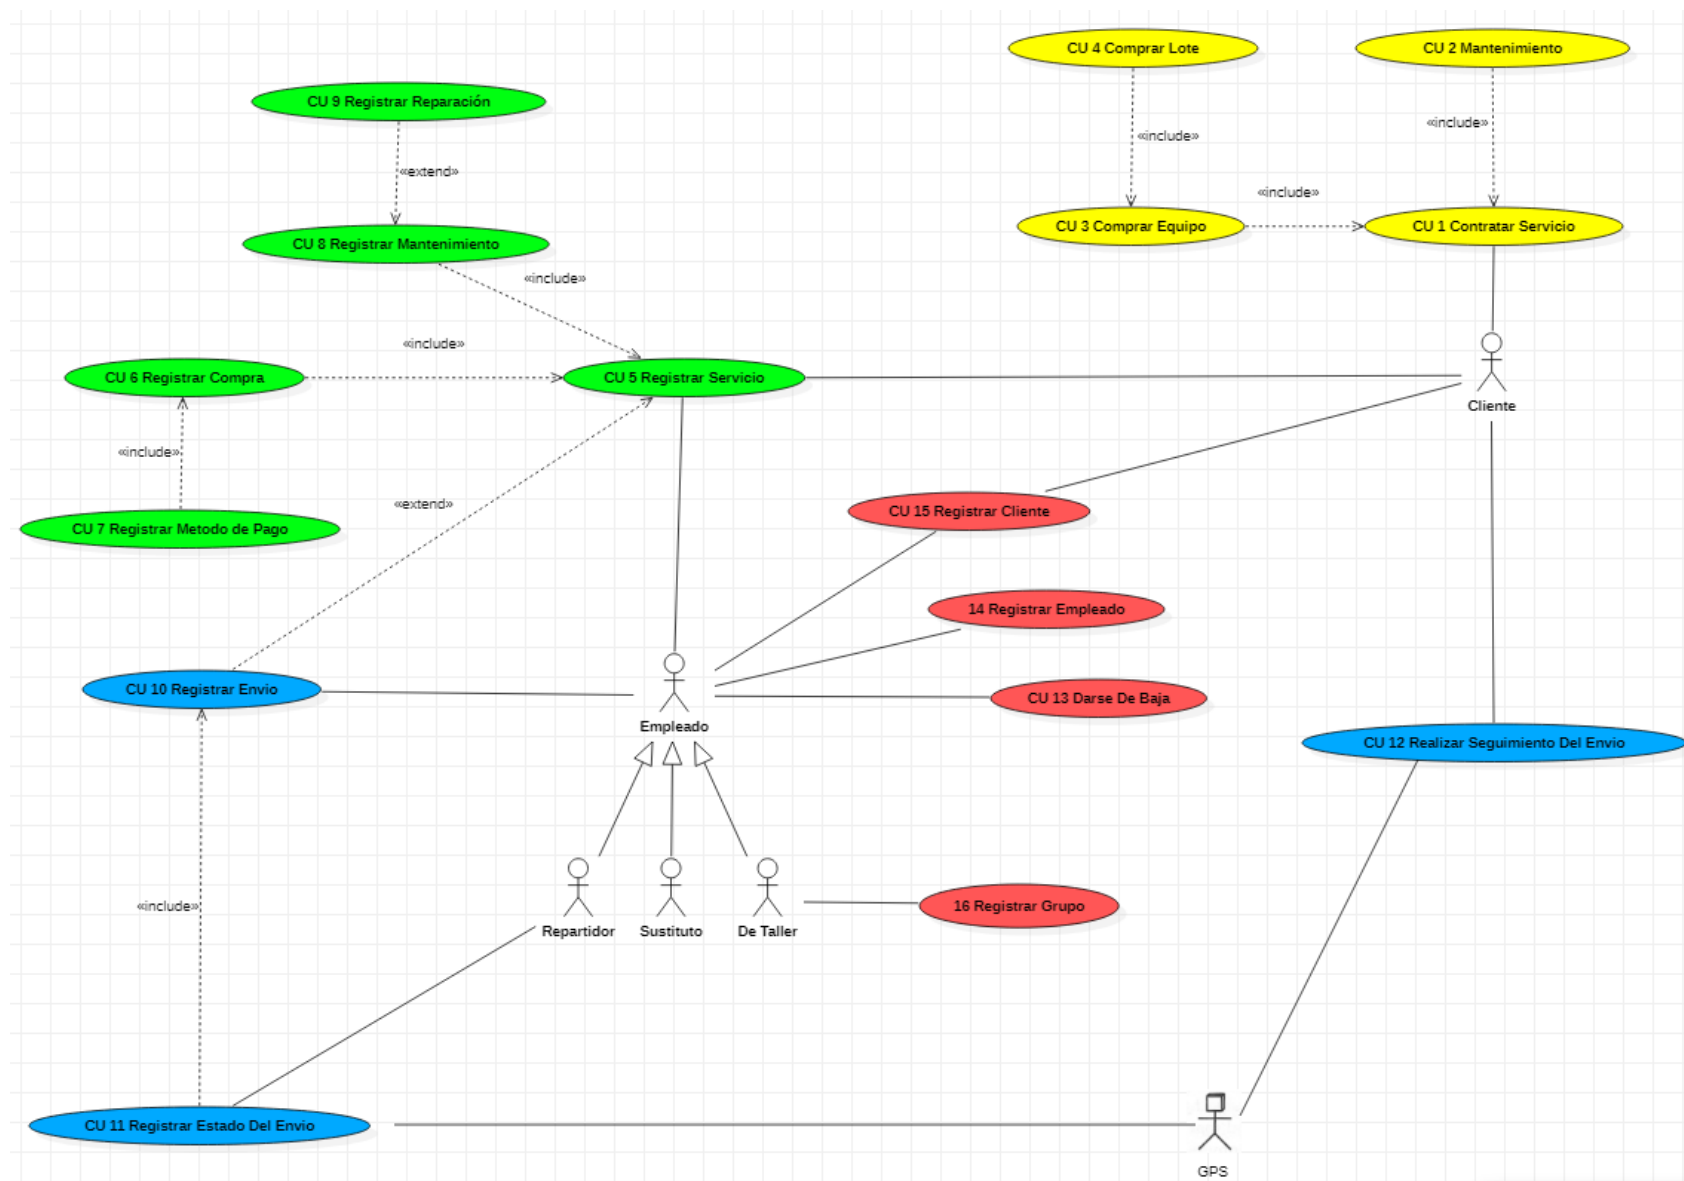 CU 4 Comprar Lote
CU 2 Mantenimiento
CU 9 Registrar Reparación
«include»
«include»
«extend»
«include»
CU 3 Comprar Equipo
CU 1 Contratar Servicio
CU 8 Registrar Mantenimiento
«include»
«include»
CU 6 Registrar Compra
CU 5 Registrar Servicio
Cliente
«include»
«extend»
CU 15 Registrar Cliente
CU 7 Registrar Metodo de Pago
14 Registrar Empleado
CU 10 Registrar Envio
CU 13 Darse De Baja
Empleado
CU 12 Realizar Seguimiento Del Envio
«include»
16 Registrar Grupo
Repartidor
Sustituto
De Taller
CU 11 Registrar Estado Del Envio
GPS